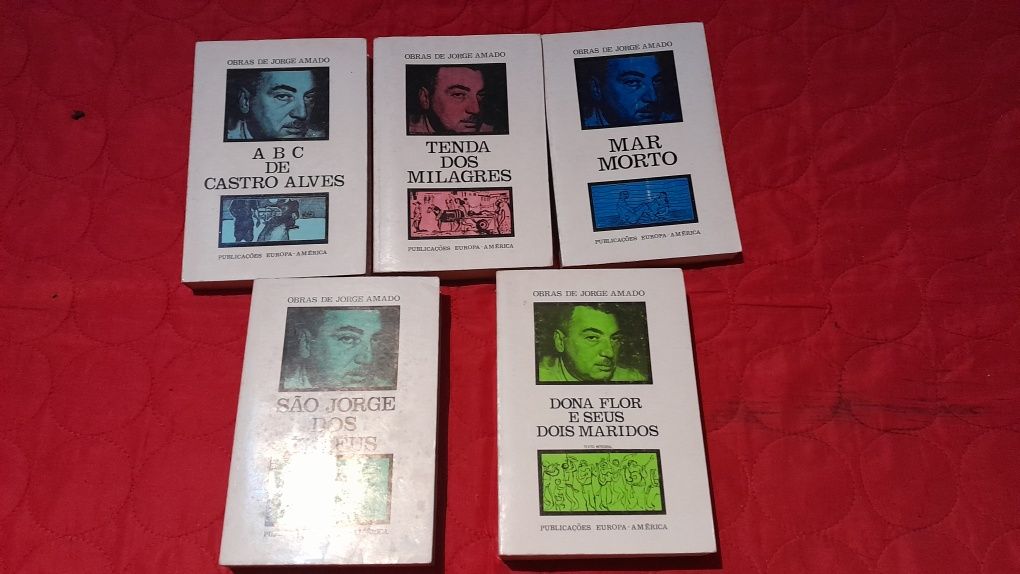 OBRAS DE JORGE AMADO
A B C
DE
CASTRO ALVES
PUBLICAÇÕES EUROPA-AMÉRICA
OBRAS DE JORGE AMADO
TENDA
DOS
MILAGRES
PUBLICAÇÕES EUROPA-AMÉRICA
OBRAS DE JORGE AMADO
MAR
MORTO
PUBLICAÇÕES EUROPA-AMÉRICA
OBRAS DE JORGE AMADO
SÃO JORGE
DOS
OBRAS DE JORGE AMADO
DONA FLOR
E SEUS
DOIS MARIDOS
TEXTO INTEGRAL
PUBLICAÇÕES EUROPA-AMÉRICA